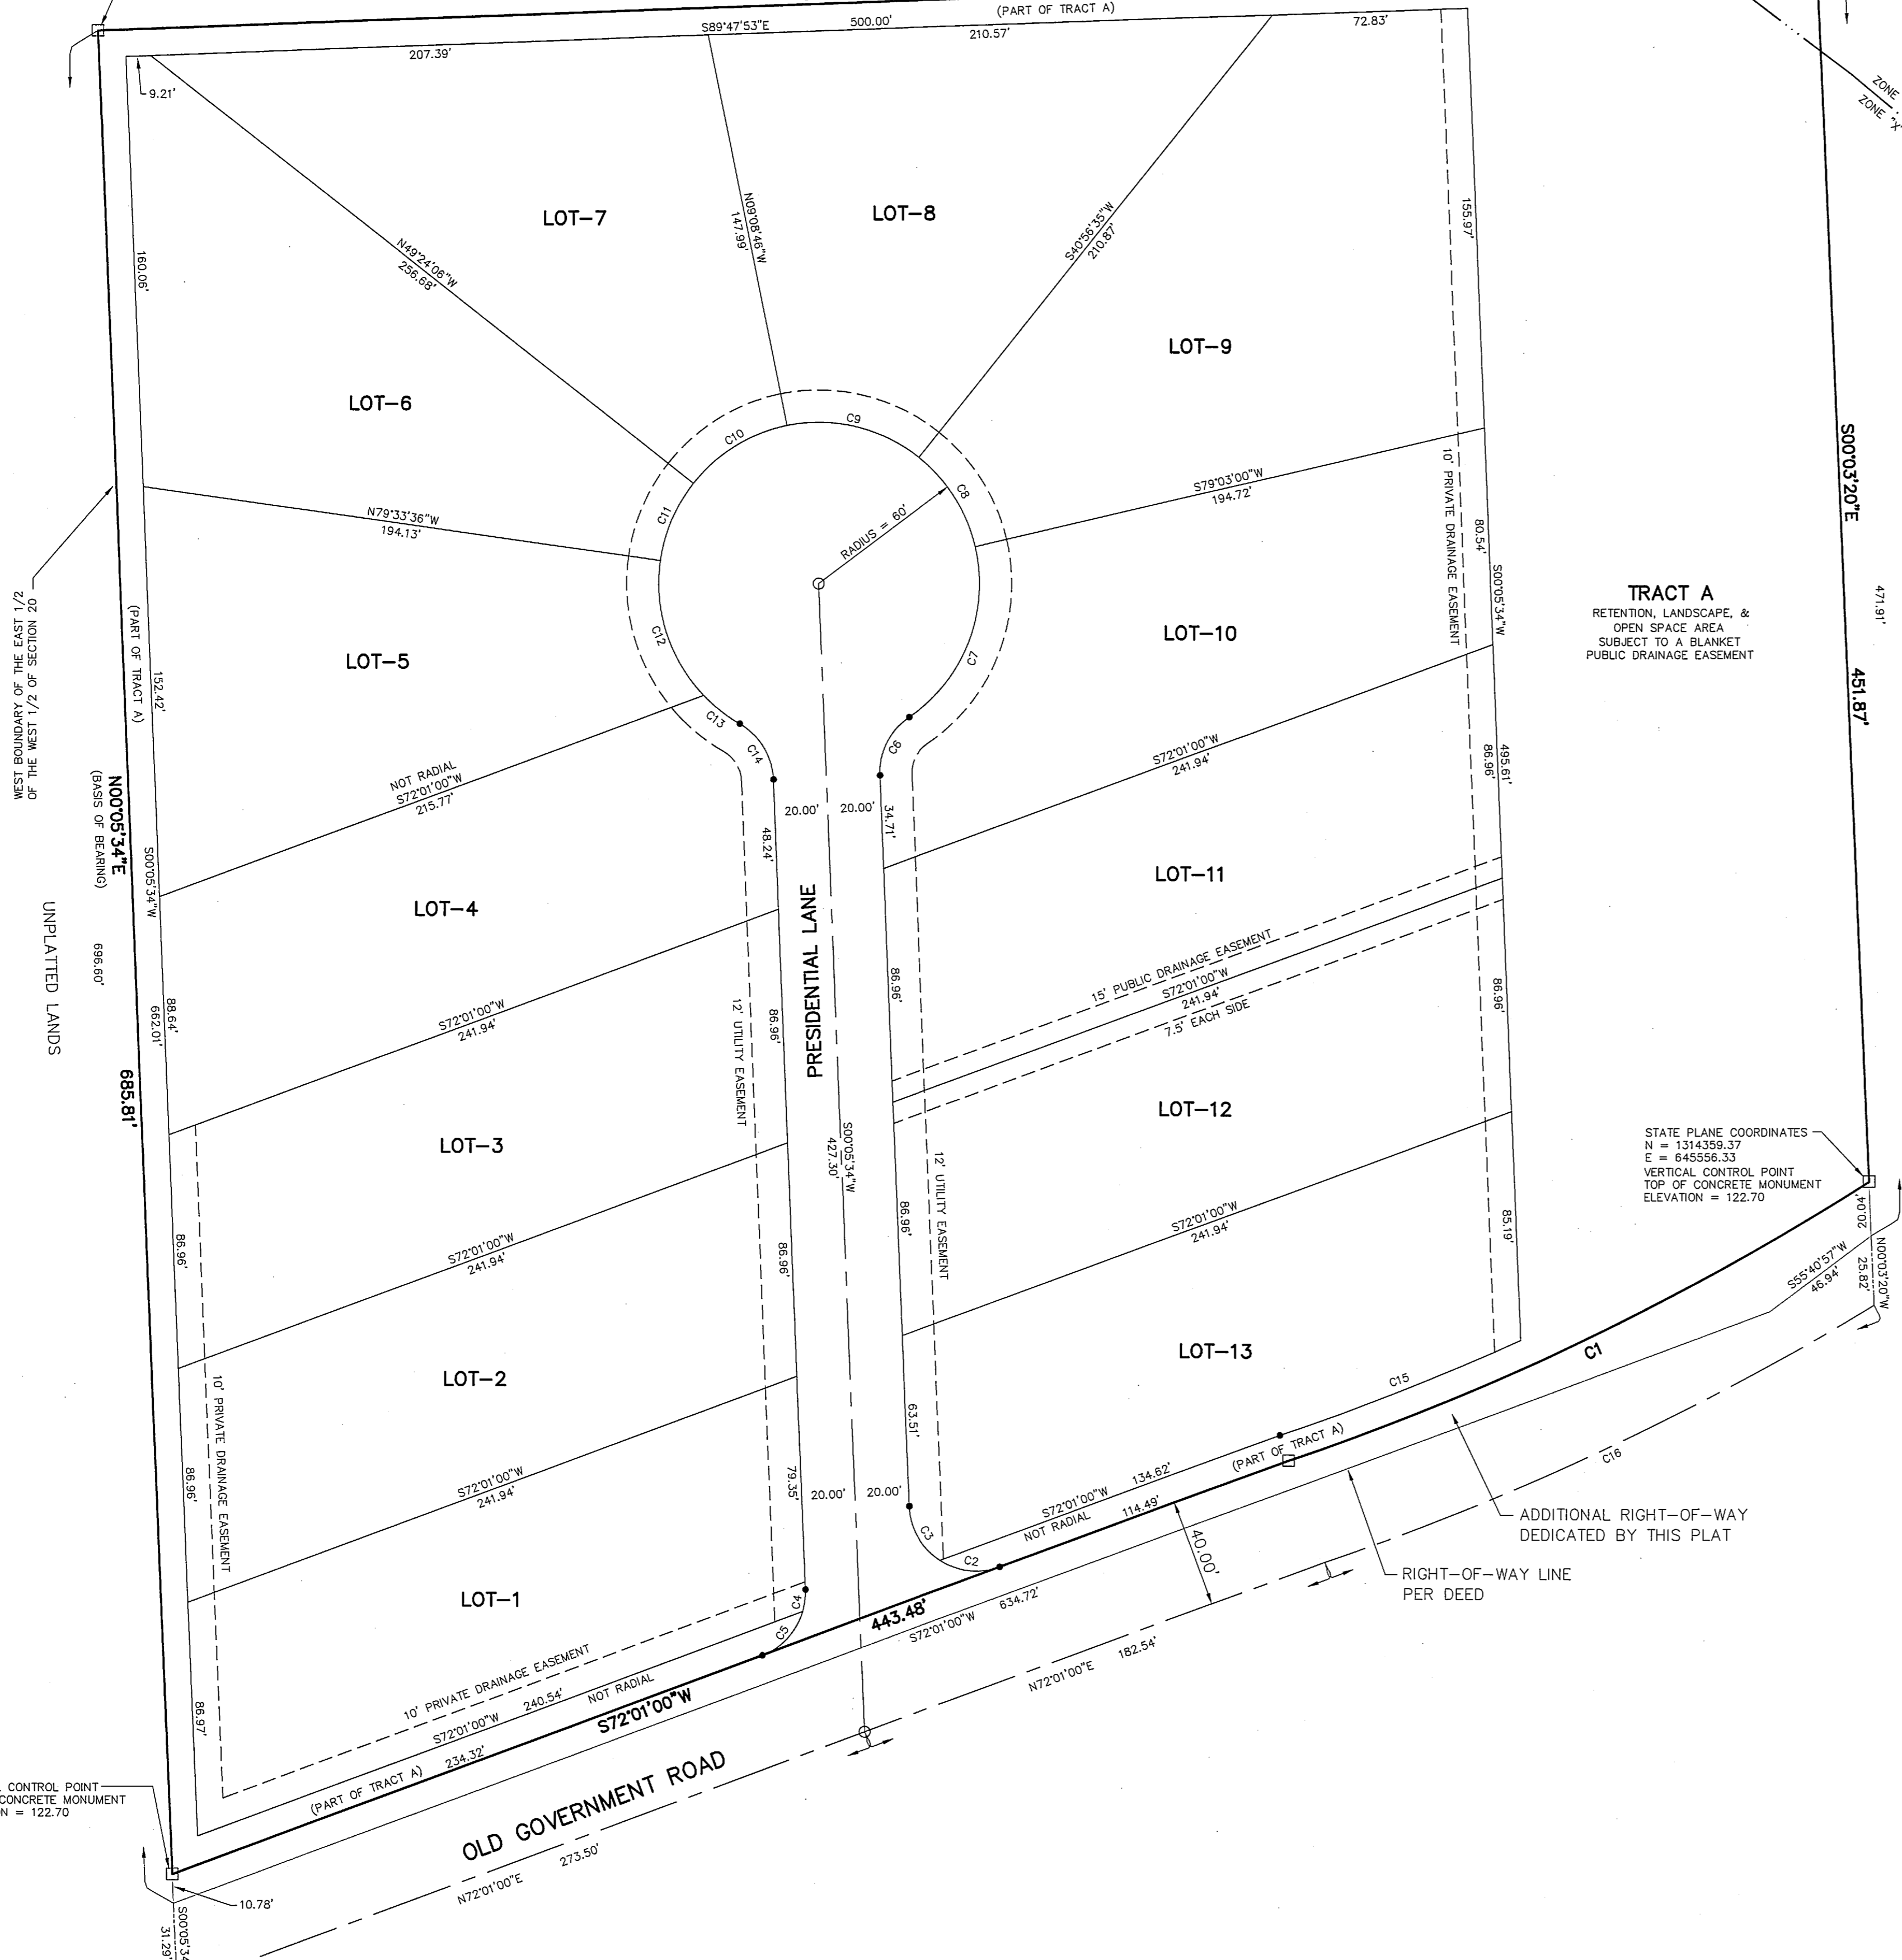 (PART OF TRACT A)
S89°47'53"E
500.00'
207.39'
210.57'
72.83'
9.21'
ZONE
ZONE "X"
LOT-7
LOT-8
N09°08'46"W
147.99'
N49°24'06"W
256.68'
S40°56'35"W
210.87'
160.06'
155.97'
LOT-6
LOT-9
C10
C9
C8
C11
RADIUS = 60'
N79°33'36"W
194.13'
S79°03'00"W
194.72'
10' PRIVATE DRAINAGE EASEMENT
80.54'
S00°05'34"W
S00°03'20"E
471.91'
451.87'
TRACT A
RETENTION, LANDSCAPE, &
OPEN SPACE AREA
SUBJECT TO A BLANKET
PUBLIC DRAINAGE EASEMENT
WEST BOUNDARY OF THE EAST 1/2
OF THE WEST 1/2 OF SECTION 20
(PART OF TRACT A)
152.42'
LOT-5
C12
C7
LOT-10
C13
C14
C6
NOT RADIAL
S72°01'00"W
215.77'
S72°01'00"W
241.94'
495.61'
86.96'
N00°05'34"E
(BASIS OF BEARING)
S00°05'34"W
20.00'
20.00'
48.24'
34.71'
LOT-4
LOT-11
UNPLATTED LANDS
696.60'
88.64'
662.01'
685.81'
PRESIDENTIAL LANE
86.96'
86.96'
86.96'
15' PUBLIC DRAINAGE EASEMENT
S72°01'00"W
241.94'
7.5' EACH SIDE
S72°01'00"W
241.94'
12' UTILITY EASEMENT
LOT-3
LOT-12
S00°05'34"W
427.30'
12' UTILITY EASEMENT
STATE PLANE COORDINATES
N = 1314359.37
E = 645556.33
VERTICAL CONTROL POINT
TOP OF CONCRETE MONUMENT
ELEVATION = 122.70
20.04'
N00°03'20"W
25.82'
S55°40'57"W
46.94'
86.96'
S72°01'00"W
241.94'
86.96'
86.96'
S72°01'00"W
241.94'
85.19'
LOT-2
LOT-13
C1
C15
10' PRIVATE DRAINAGE EASEMENT
86.96'
S72°01'00"W
241.94'
79.35'
63.51'
20.00'
20.00'
S72°01'00"W
134.62'
(PART OF TRACT A)
NOT RADIAL
114.49'
C16
40.00'
ADDITIONAL RIGHT-OF-WAY
DEDICATED BY THIS PLAT
RIGHT-OF-WAY LINE
PER DEED
C3
C2
LOT-1
C4
C5
443.48'
S72°01'00"W
634.72'
N72°01'00"E
182.54'
10' PRIVATE DRAINAGE EASEMENT
86.97'
S72°01'00"W
240.54'
NOT RADIAL
S72°01'00"W
(PART OF TRACT A)
234.32'
CONTROL POINT
CONCRETE MONUMENT
N = 122.70
OLD GOVERNMENT ROAD
N72°01'00"E
273.50'
10.78'
S00°05'34
31.29'